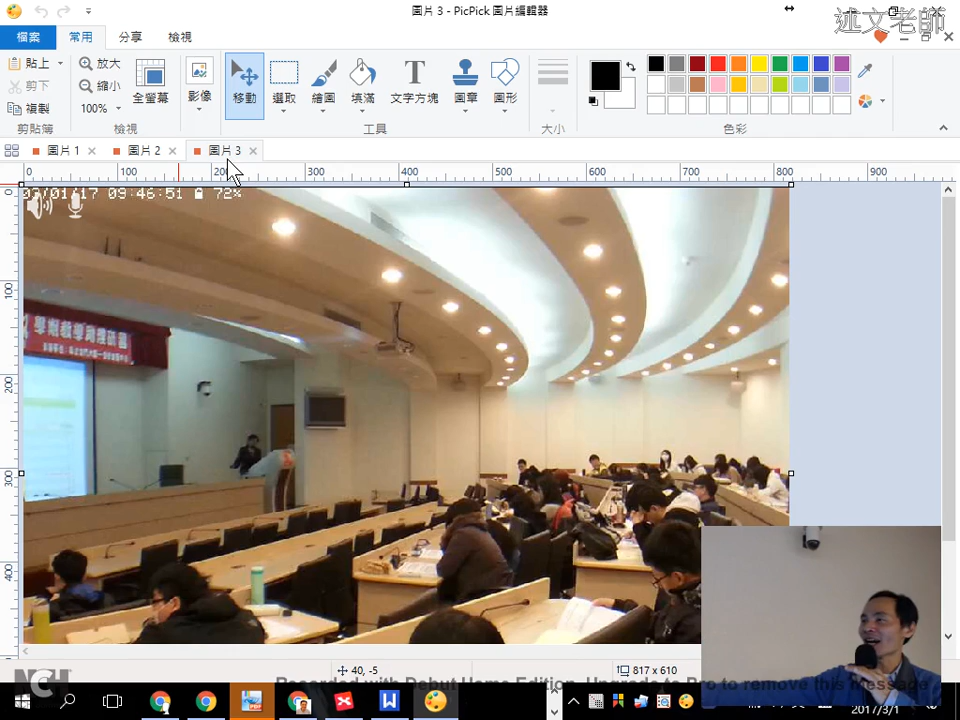 圖片 3 - PicPick 圖片編輯器
述文老師
檔案
常用
分享
檢視
貼上
剪下
複製
剪貼簿
放大
縮小
100%
全螢幕
檢視
影像
移動
選取
繪圖
填滿
文字方塊
圖章
圖形
工具
大小
色彩
圖片 1
圖片 2
圖片 3
0 100 200 300 400 500 600 700 800 900
0
100
200
300
400
03/01/17 09:46:51 72%
40, -5
817 x 610
NCH
Recorded with Debut Home Edition. Upgrade to Pro to remove this message
2017/3/1